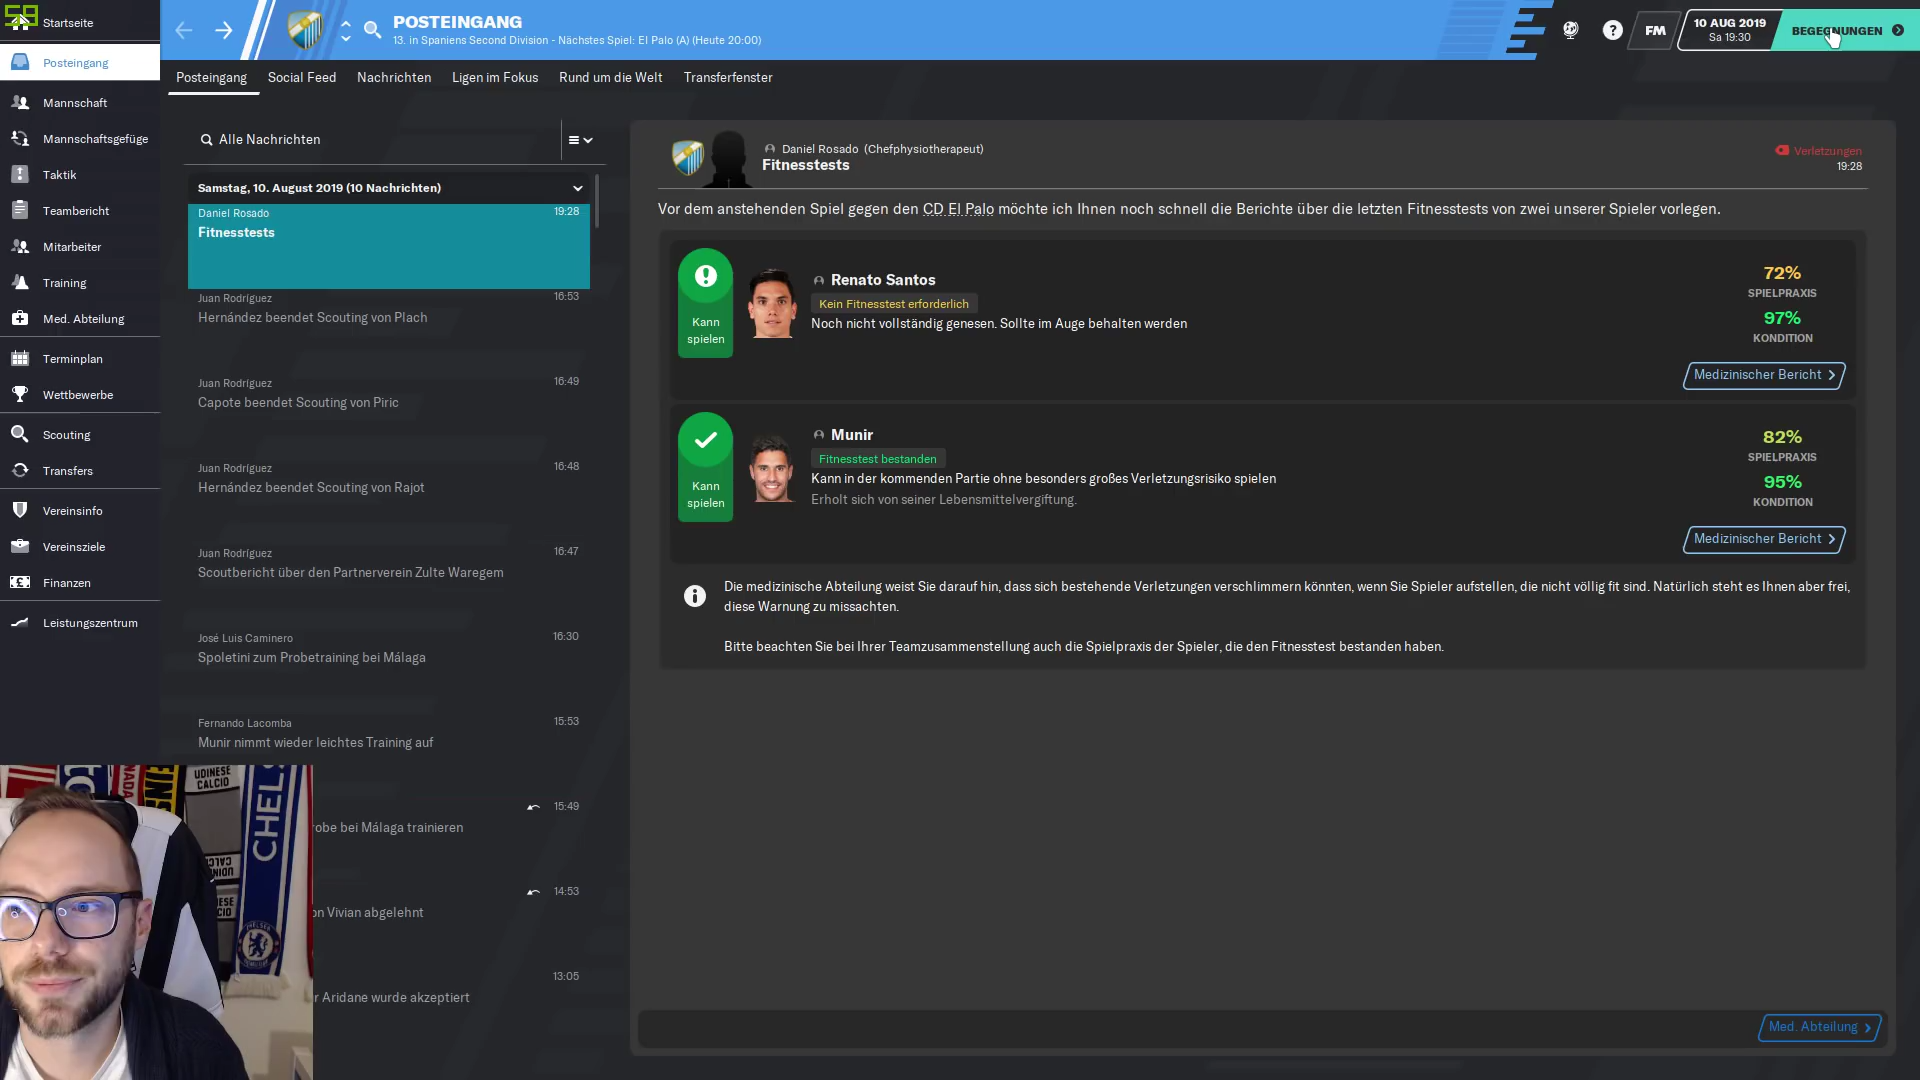 59
Startseite
Posteingang
Mannschaft
Mannschaftsgefüge
Taktik
Teambericht
Mitarbeiter
Training
Med. Abteilung
Terminplan
Wettbewerbe
Scouting
Transfers
Vereinsinfo
Vereinsziele
Finanzen
Leistungszentrum
POSTEINGANG
13. in Spaniens Second Division - Nächstes Spiel: El Palo (A) (Heute 20:00)
FM
10 AUG 2019
Sa 19:30
BEGEGNUNGEN
Posteingang
Social Feed
Nachrichten
Ligen im Fokus
Rund um die Welt
Transferfenster
Alle Nachrichten
Samstag, 10. August 2019 (10 Nachrichten)
Daniel Rosado 19:28
Fitnesstests
Juan Rodríguez 16:53
Hernández beendet Scouting von Plach
Juan Rodríguez 16:49
Capote beendet Scouting von Piric
Juan Rodríguez 16:48
Hernández beendet Scouting von Rajot
Juan Rodríguez 16:47
Scoutbericht über den Partnerverein Zulte Waregem
José Luis Caminero 16:30
Spoletini zum Probetraining bei Málaga
Fernando Lacomba 15:53
Munir nimmt wieder leichtes Training auf
15:49
robe bei Málaga trainieren
14:53
on Vivian abgelehnt
13:05
r Aridane wurde akzeptiert
Daniel Rosado (Chefphysiotherapeut)
Fitnesstests
Verletzungen
19:28
Vor dem anstehenden Spiel gegen den CD El Palo möchte ich Ihnen noch schnell die Berichte über die letzten Fitnesstests von zwei unserer Spieler vorlegen.
Kann
spielen
Renato Santos
Kein Fitnesstest erforderlich
Noch nicht vollständig genesen. Sollte im Auge behalten werden
72%
SPIELPRAXIS
97%
KONDITION
Medizinischer Bericht
Kann
spielen
Munir
Fitnesstest bestanden
Kann in der kommenden Partie ohne besonders großes Verletzungsrisiko spielen
Erholt sich von seiner Lebensmittelvergiftung.
82%
SPIELPRAXIS
95%
KONDITION
Medizinischer Bericht
Die medizinische Abteilung weist Sie darauf hin, dass sich bestehende Verletzungen verschlimmern könnten, wenn Sie Spieler aufstellen, die nicht völlig fit sind. Natürlich steht es Ihnen aber frei,
diese Warnung zu missachten.
Bitte beachten Sie bei Ihrer Teamzusammenstellung auch die Spielpraxis der Spieler, die den Fitnesstest bestanden haben.
Med. Abteilung
UDINESE
CALCIO
CHELS